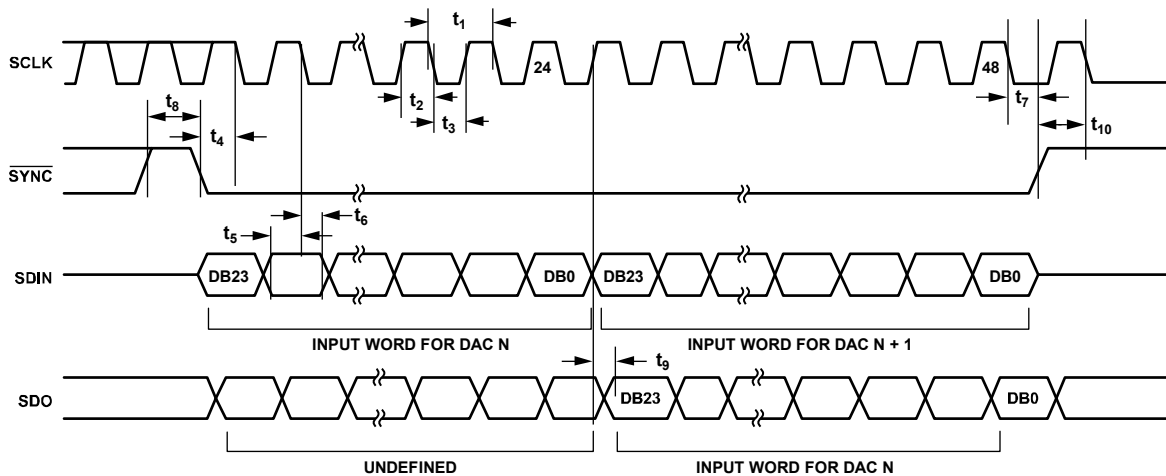 t1
SCLK
24
48
t2
t3
t7
t8
t4
t10
SYNC
t5
t6
SDIN
DB23
DB0
DB23
DB0
INPUT WORD FOR DAC N
INPUT WORD FOR DAC N + 1
t9
SDO
DB23
DB0
UNDEFINED
INPUT WORD FOR DAC N